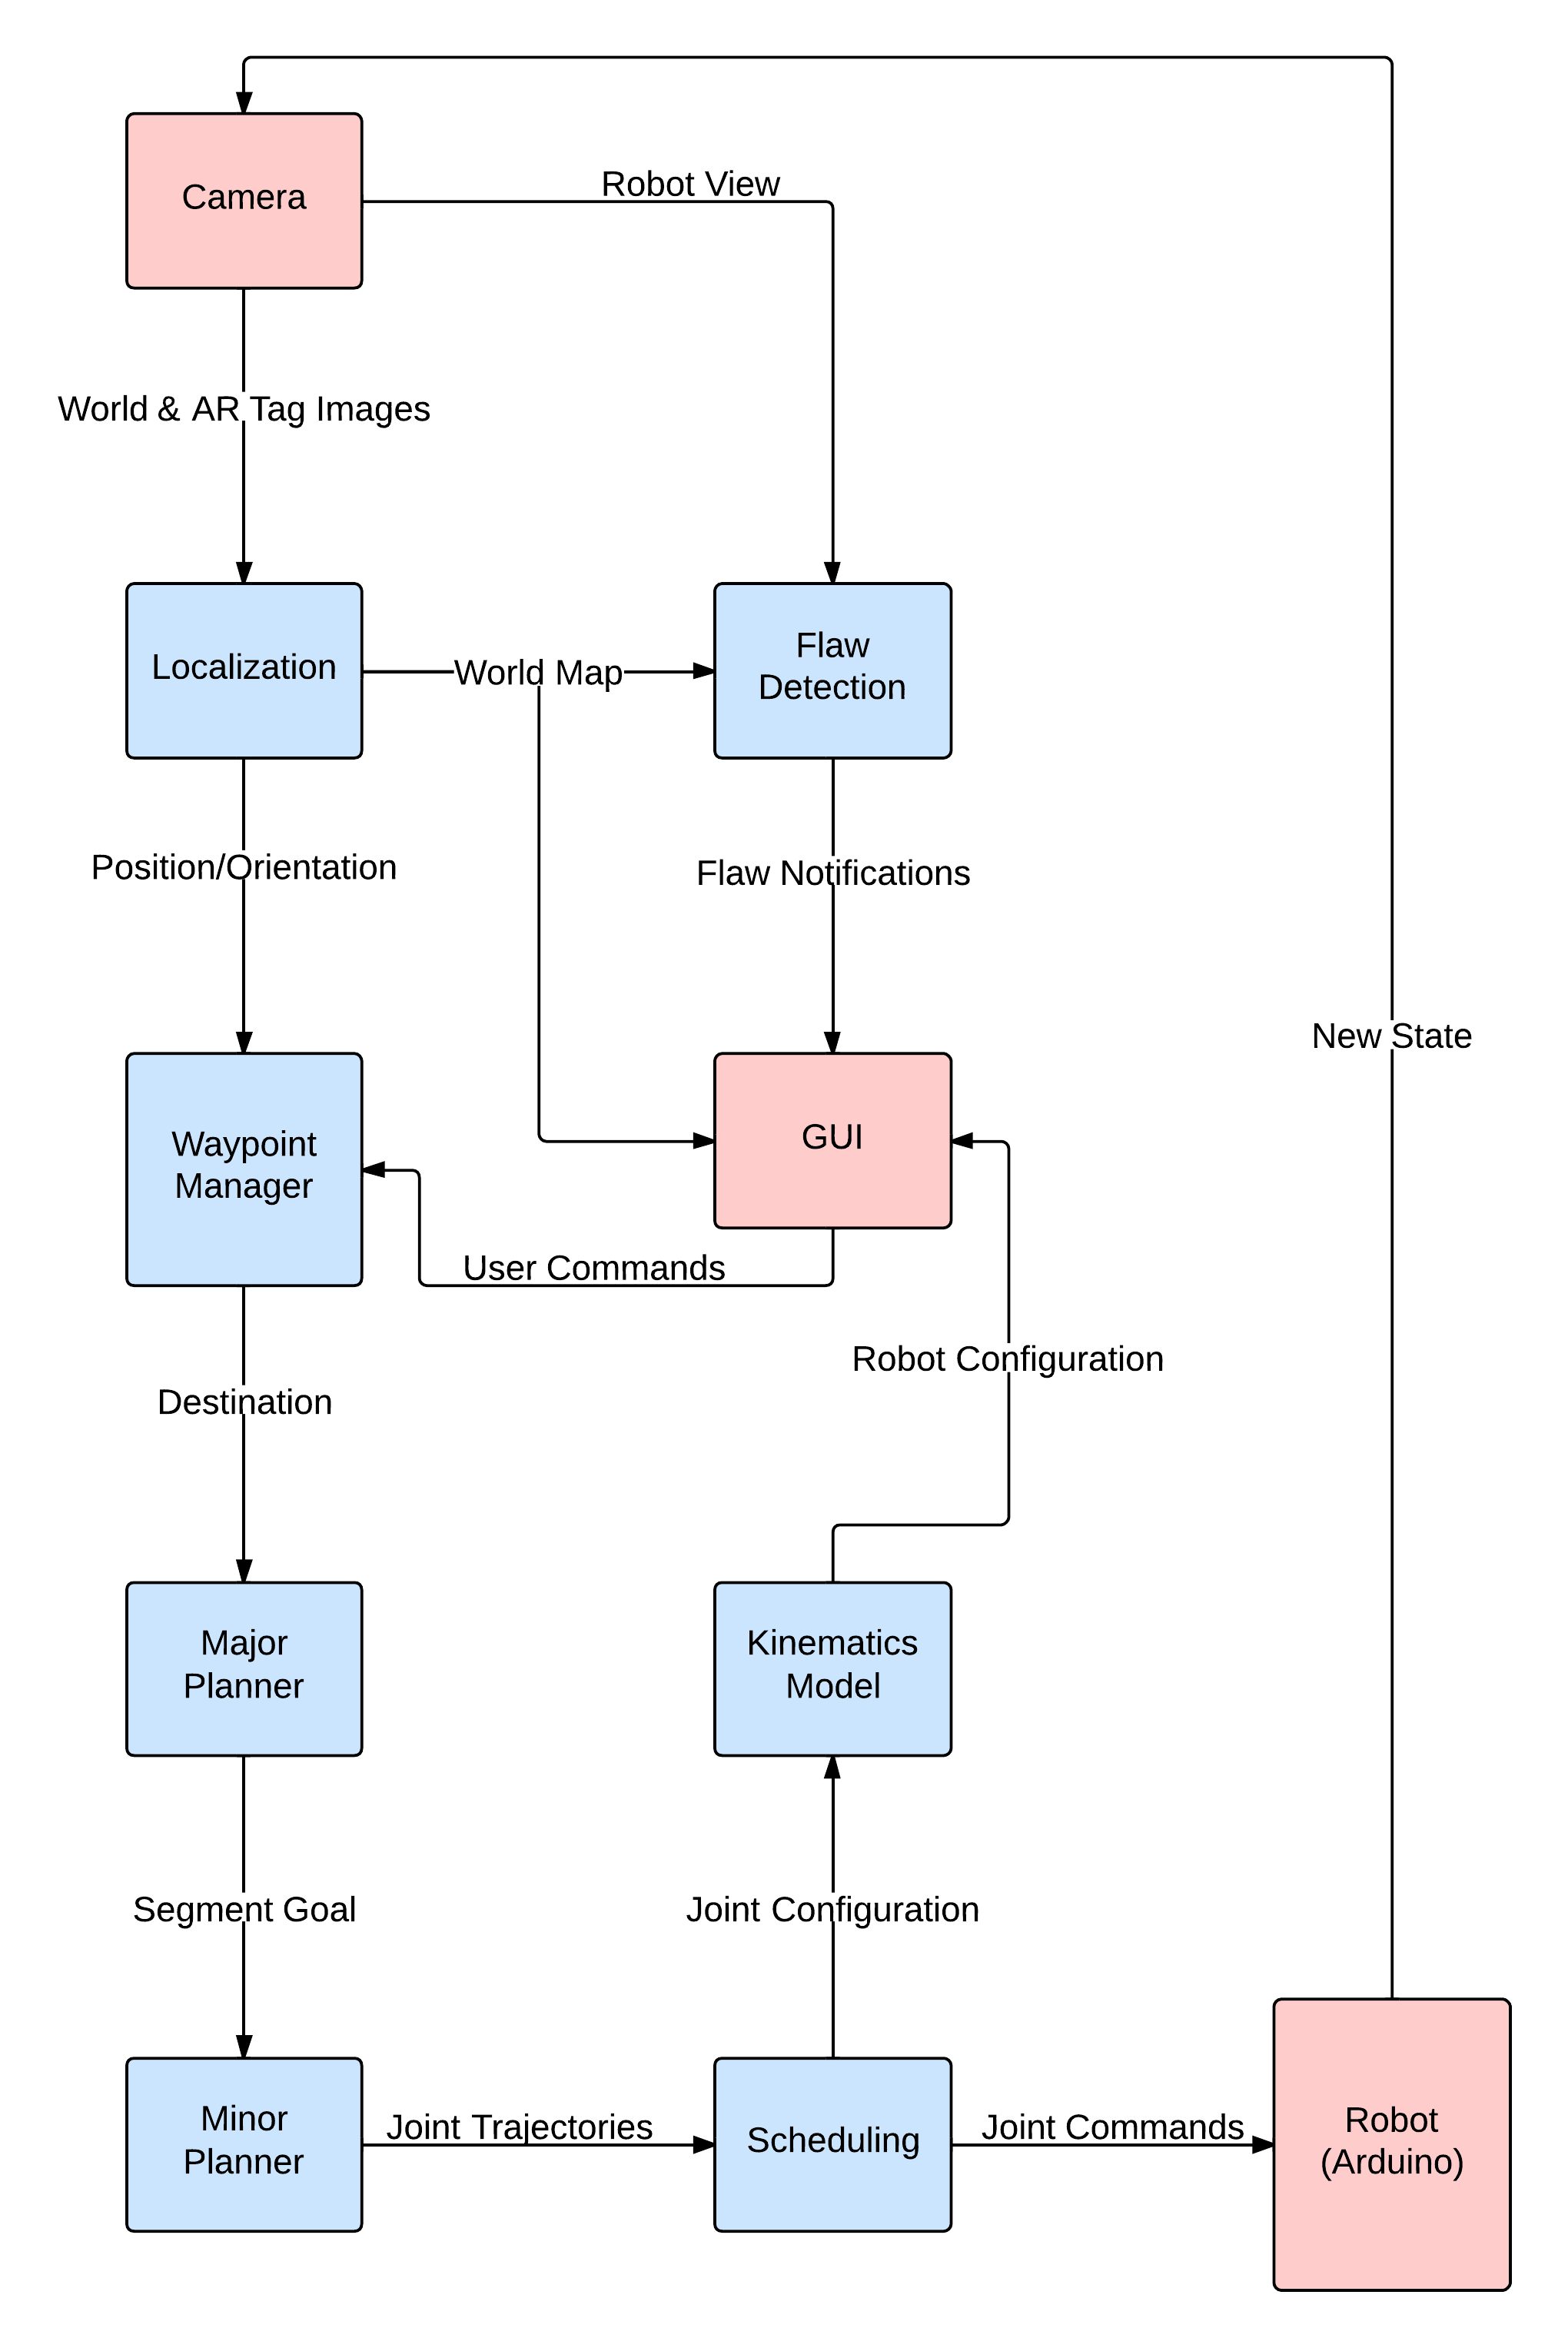 Camera
Robot View
World & AR Tag Images
Localization
World Map
Flaw
Detection
Position/Orientation
Flaw Notifications
New State
Waypoint
Manager
GUI
User Commands
Robot Configuration
Destination
Major
Planner
Kinematics
Model
Segment Goal
Joint Configuration
Minor
Planner
Joint Trajectories
Scheduling
Joint Commands
Robot
(Arduino)